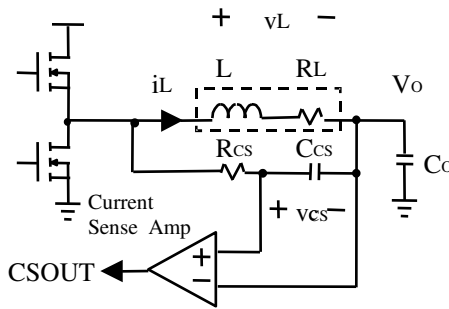 + vL −
iL L RL VO
RCS CCS CO
+ vcs −
Current
Sense Amp
CSOUT
+
−